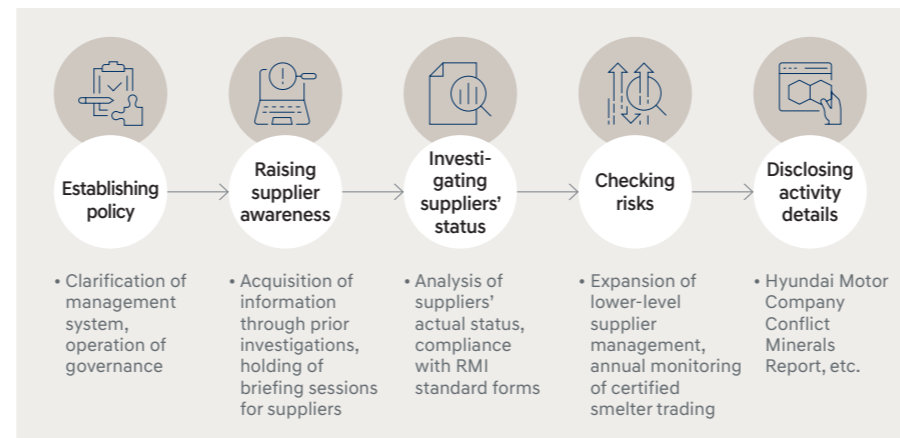 Establishing
policy
Raising
supplier
awareness
Investi-
gating
suppliers’
status
Checking
risks
Disclosing
activity
details
• Clarification of
management
system,
operation of
governance
• Acquisition of
information
through prior
investigations,
holding of
briefing sessions
for suppliers
• Analysis of
suppliers’
actual status,
compliance
with RMI
standard forms
• Expansion of
lower-level
supplier
management,
annual monitoring
of certified
smelter trading
• Hyundai Motor
Company
Conflict
Minerals
Report, etc.